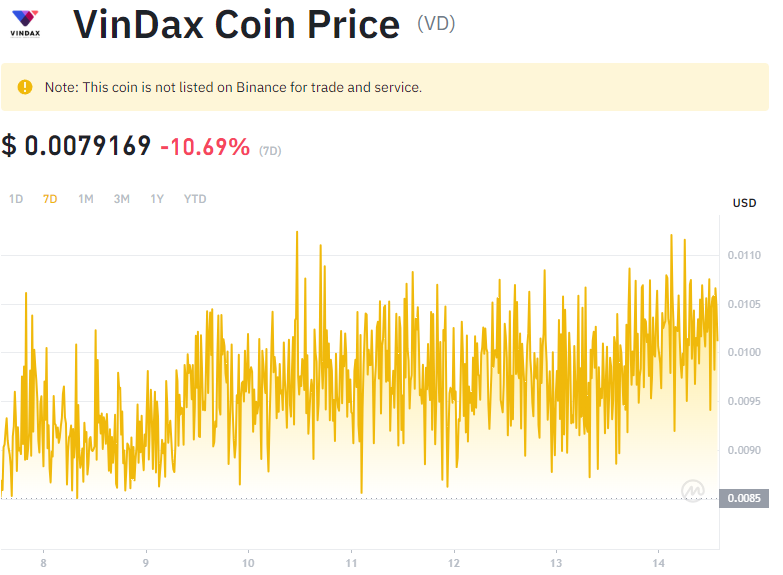 VINDAX
VinDax Coin Price (VD)
Note: This coin is not listed on Binance for trade and service.
$ 0.0079169 -10.69% (7D)
1D 7D 1M 3M 1Y YTD
USD
0.0110
0.0105
0.0100
0.0095
0.0090
0.0085
8 9 10 11 12 13 14